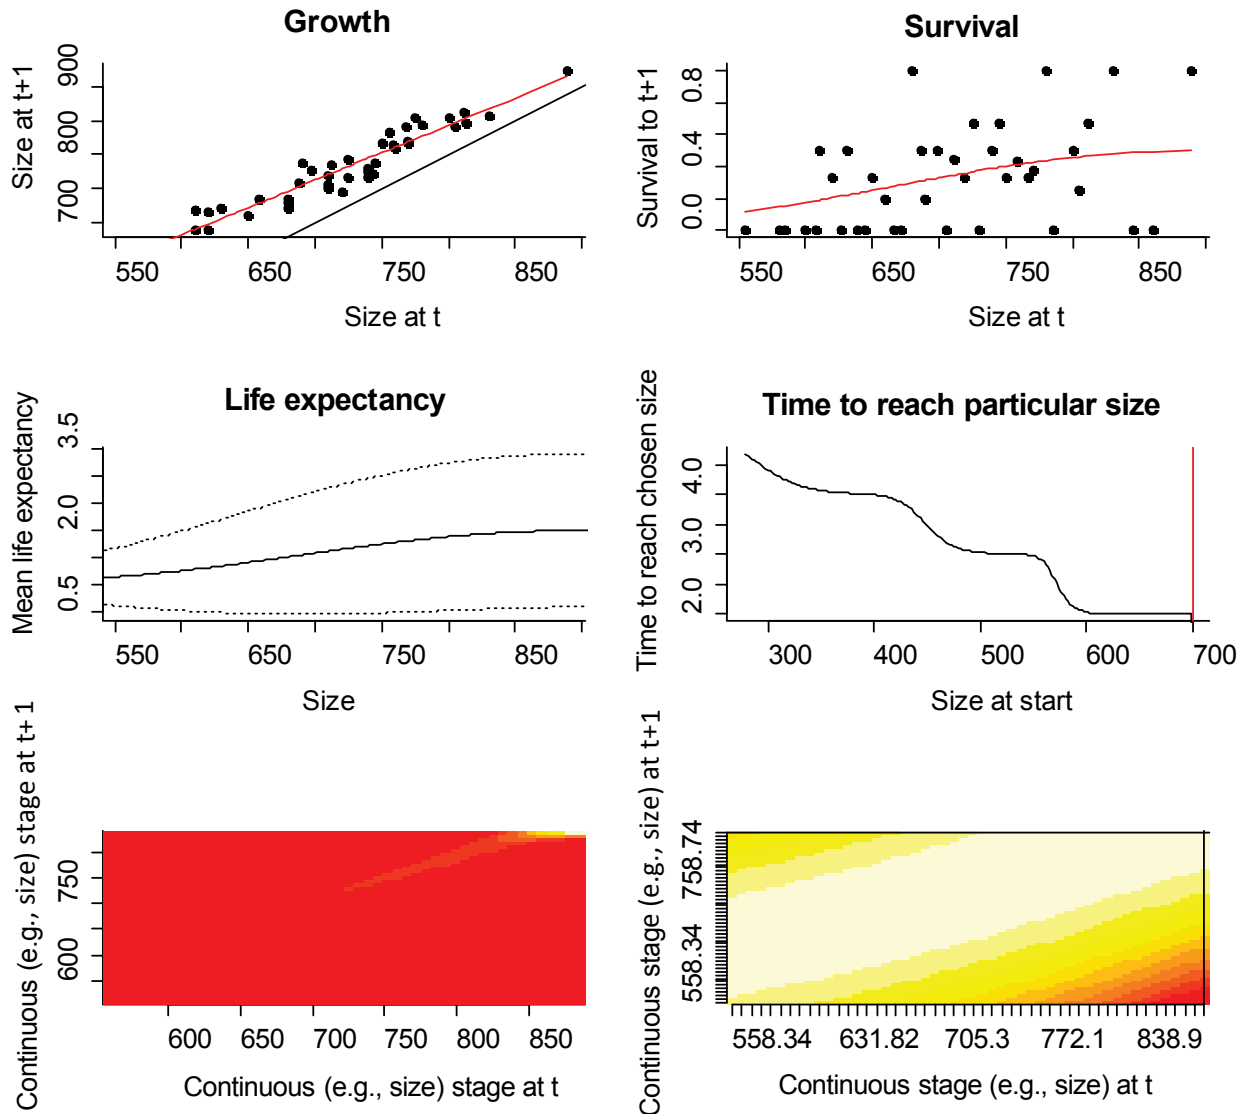 Growth
Size at t+1
900
800
700
550 650 750 850
Size at t
Survival
Survival to t+1
0.8
0.4
0.0
550 650 750 850
Size at t
Life expectancy
Mean life expectancy
3.5
2.0
0.5
550 650 750 850
Size
Time to reach particular size
Time to reach chosen size
4.0
3.0
2.0
300 400 500 600 700
Size at start
Continuous (e.g., size) stage at t+1
750
600
600 650 700 750 800 850
Continuous (e.g., size) stage at t
Continuous stage (e.g., size) at t+1
758.74
558.34
558.34 631.82 705.3 772.1 838.9
Continuous stage (e.g., size) at t